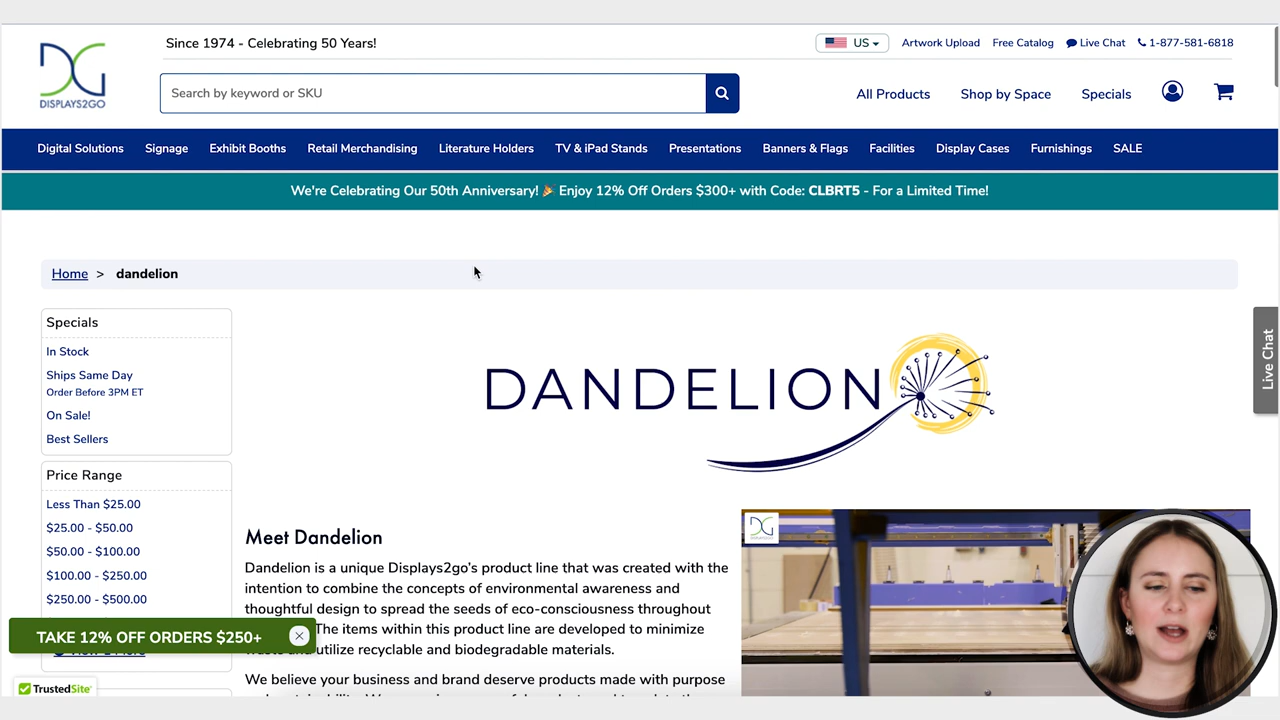 Since 1974 - Celebrating 50 Years!
US
Artwork Upload
Free Catalog
Live Chat
1-877-581-6818
DISPLAYS2GO
Search by keyword or SKU
All Products
Shop by Space
Specials
Digital Solutions
Signage
Exhibit Booths
Retail Merchandising
Literature Holders
TV & iPad Stands
Presentations
Banners & Flags
Facilities
Display Cases
Furnishings
SALE
We're Celebrating Our 50th Anniversary! 🎉 Enjoy 12% Off Orders $300+ with Code: CLBRT5 - For a Limited Time!
Home > dandelion
Specials
In Stock
Ships Same Day
Order Before 3PM ET
On Sale!
Best Sellers
Price Range
Less Than $25.00
$25.00 - $50.00
$50.00 - $100.00
$100.00 - $250.00
$250.00 - $500.00
TAKE 12% OFF ORDERS $250+
TrustedSite
DANDELION
Meet Dandelion
Dandelion is a unique Displays2go's product line that was created with the
intention to combine the concepts of environmental awareness and
thoughtful design to spread the seeds of eco-consciousness throughout
The items within this product line are developed to minimize
utilize recyclable and biodegradable materials.
We believe your business and brand deserve products made with purpose
DISPLAYS2GO
Live Chat